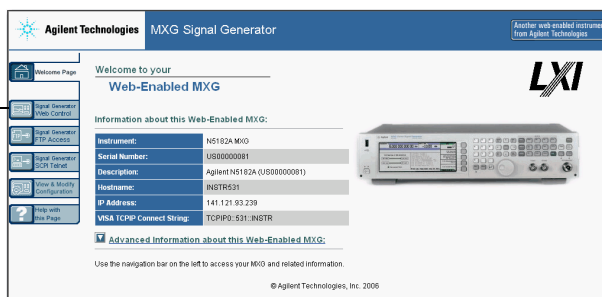 Agilent Technologies
MXG Signal Generator
Another web-enabled instrument
from Agilent Technologies
Welcome Page
Signal Generator
Web Control
Signal Generator
FTP Access
Signal Generator
SCPI Telnet
View & Modify
Configuration
Help with
this Page
Welcome to your
Web-Enabled MXG
LXI
Information about this Web-Enabled MXG:
Instrument: N5182A MXG
Serial Number: US00000081
Description: Agilent N5182A (US00000081)
Hostname: INSTR531
IP Address: 141.121.93.239
VISA TCPIP Connect String: TCPIP0::531::INSTR
Advanced Information about this Web-Enabled MXG:
Use the navigation bar on the left to access your MXG and related information.
© Agilent Technologies, Inc. 2006